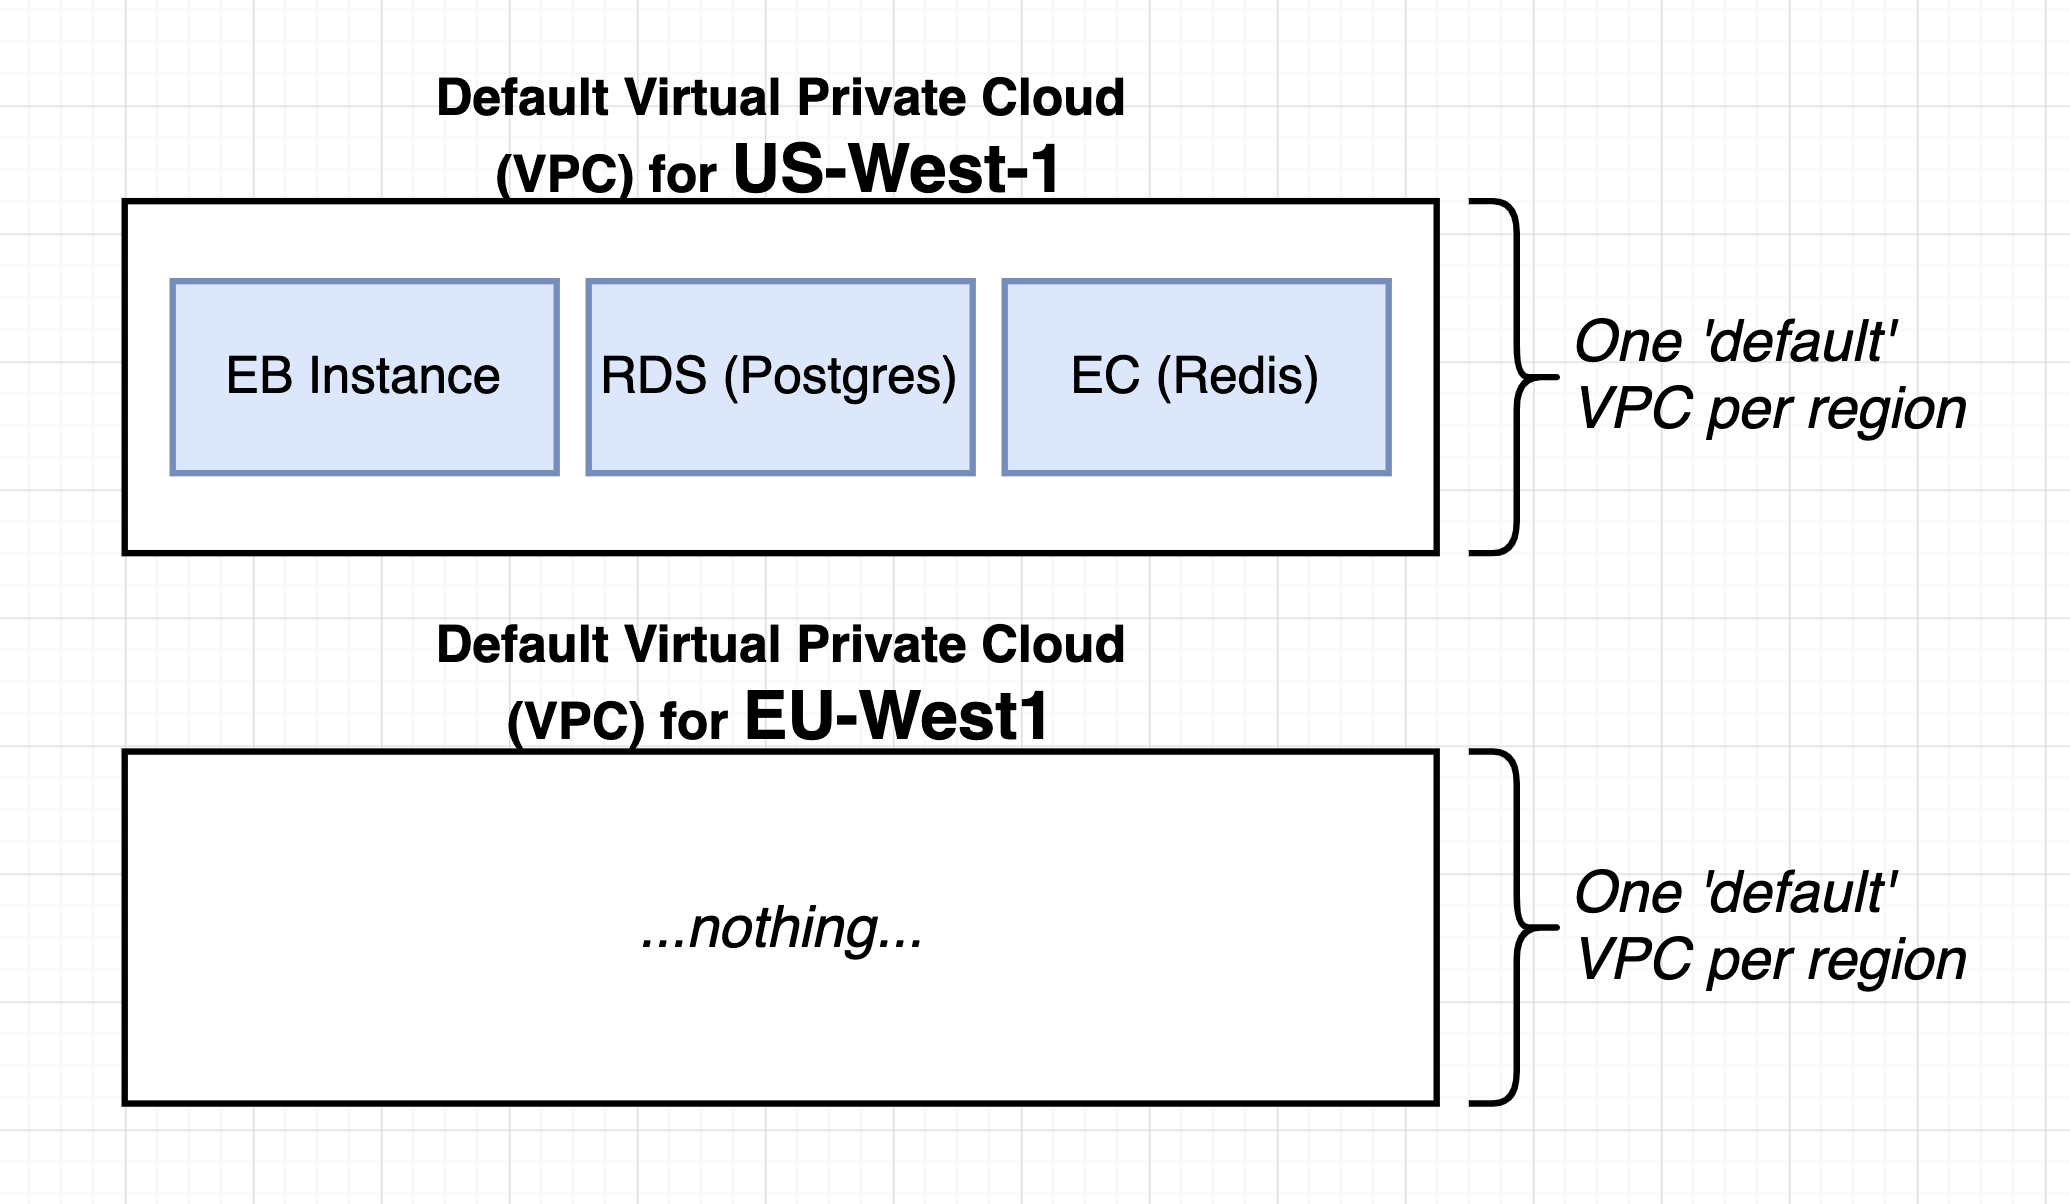 Default Virtual Private Cloud
(VPC) for US-West-1
EB Instance
RDS (Postgres)
EC (Redis)
One 'default'
VPC per region
Default Virtual Private Cloud
(VPC) for EU-West1
...nothing...
One 'default'
VPC per region